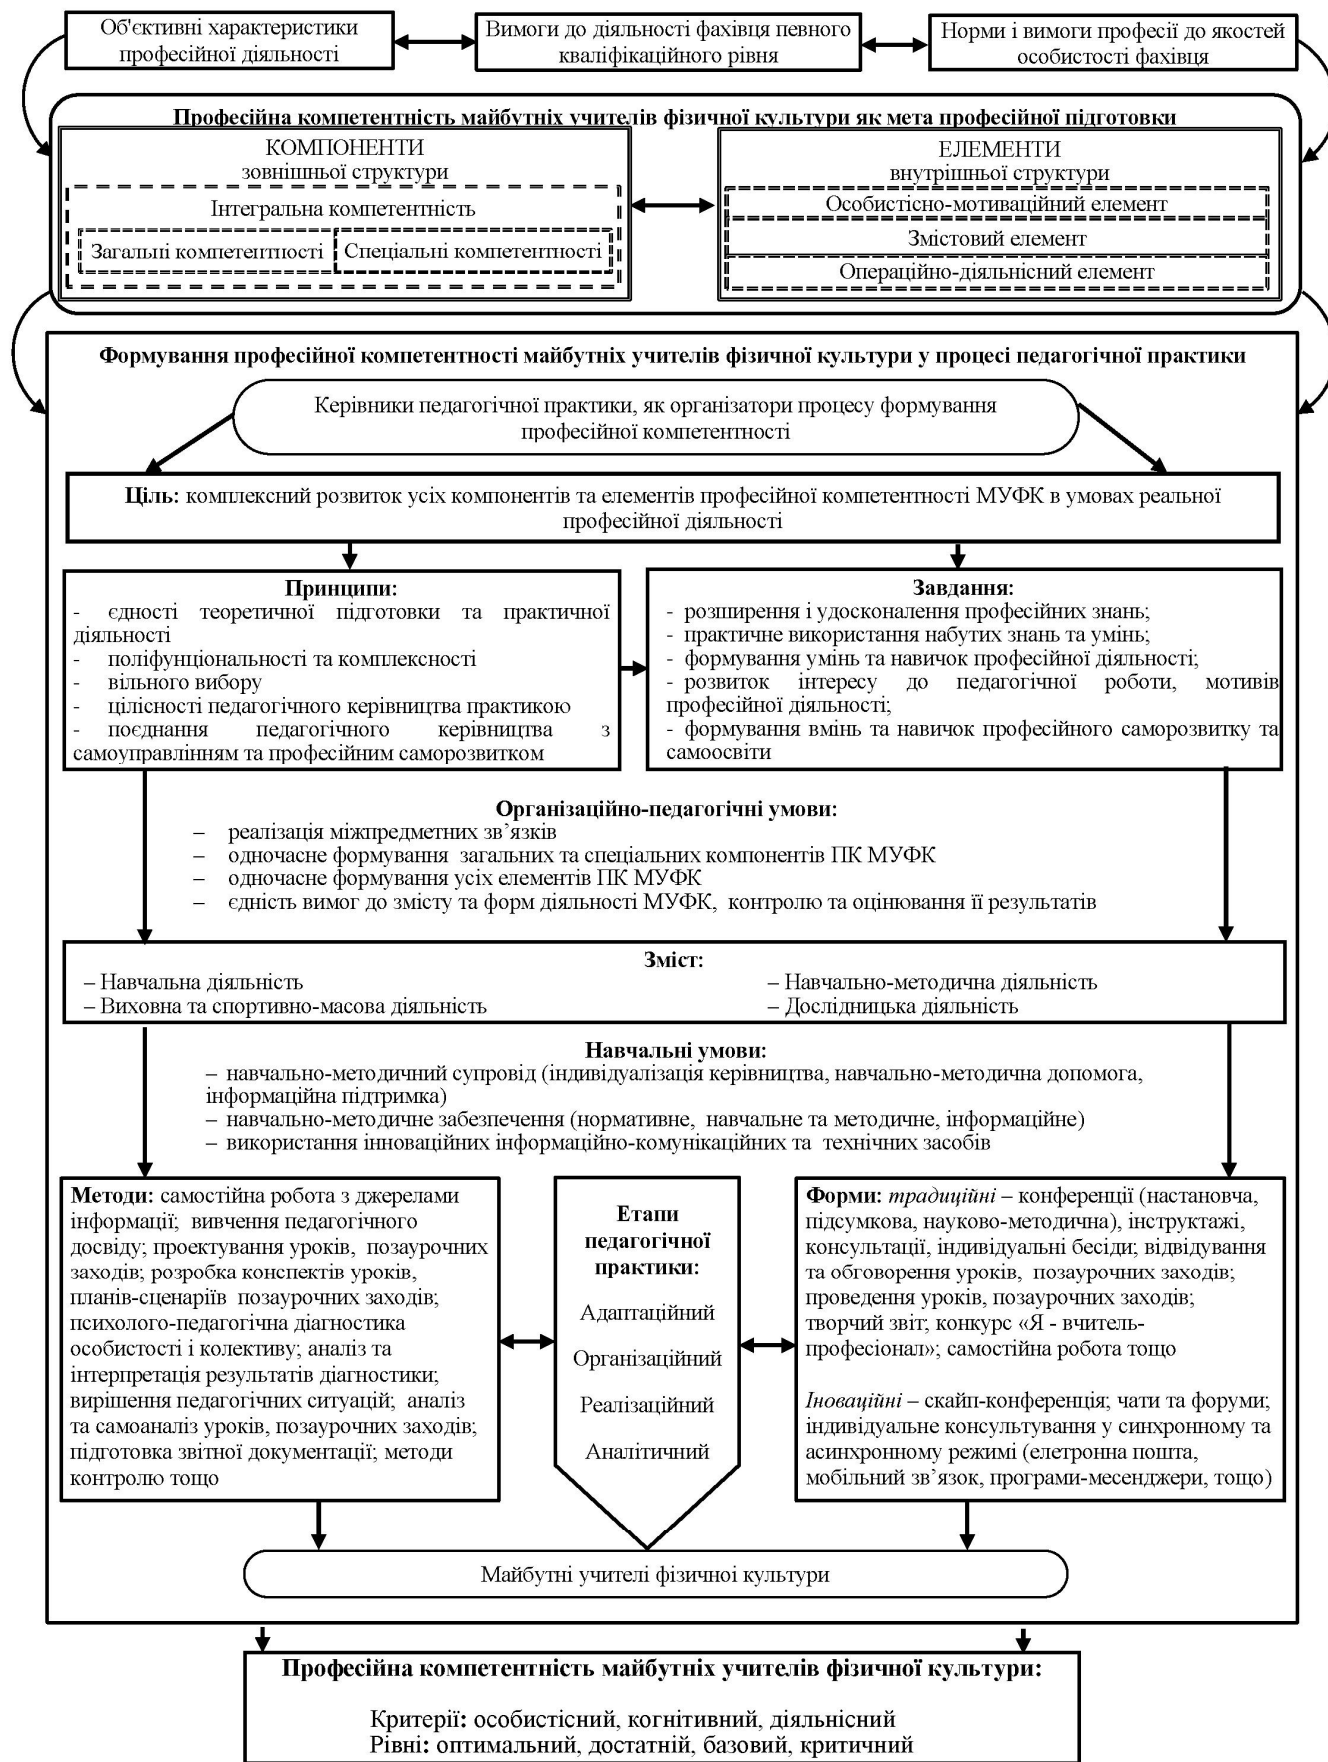 Об'єктивні характеристики
професійної діяльності
Вимоги до діяльності фахівця певного
кваліфікаційного рівня
Норми і вимоги професії до якостей
особистості фахівця
Професійна компетентність майбутніх учителів фізичної культури як мета професійної підготовки
КОМПОНЕНТИ
зовнішньої структури
Інтегральна компетентність
Загальні компетентності
Спеціальні компетентності
ЕЛЕМЕНТИ
внутрішньої структури
Особистісно-мотиваційний елемент
Змістовий елемент
Операційно-діяльнісний елемент
Формування професійної компетентності майбутніх учителів фізичної культури у процесі педагогічної практики
Керівники педагогічної практики, як організатори процесу формування
професійної компетентності
Ціль: комплексний розвиток усіх компонентів та елементів професійної компетентності МУФК в умовах реальної
професійної діяльності
Принципи:
- єдності теоретичної підготовки та практичної
діяльності
- поліфунціональності та комплексності
- вільного вибору
- цілісності педагогічного керівництва практикою
- поєднання педагогічного керівництва з
самоуправлінням та професійним саморозвитком
Завдання:
- розширення і удосконалення професійних знань;
- практичне використання набутих знань та умінь;
- формування умінь та навичок професійної діяльності;
- розвиток інтересу до педагогічної роботи, мотивів
професійної діяльності;
- формування вмінь та навичок професійного саморозвитку та
самоосвіти
Організаційно-педагогічні умови:
– реалізація міжпредметних зв’язків
– одночасне формування загальних та спеціальних компонентів ПК МУФК
– одночасне формування усіх елементів ПК МУФК
– єдність вимог до змісту та форм діяльності МУФК, контролю та оцінювання її результатів
Зміст:
– Навчальна діяльність
– Виховна та спортивно-масова діяльність
– Навчально-методична діяльність
– Дослідницька діяльність
Навчальні умови:
– навчально-методичний супровід (індивідуалізація керівництва, навчально-методична допомога,
інформаційна підтримка)
– навчально-методичне забезпечення (нормативне, навчальне та методичне, інформаційне)
– використання інноваційних інформаційно-комунікаційних та технічних засобів
Методи: самостійна робота з джерелами
інформації; вивчення педагогічного
досвіду; проектування уроків, позаурочних
заходів; розробка конспектів уроків,
планів-сценаріїв позаурочних заходів;
психолого-педагогічна діагностика
особистості і колективу; аналіз та
інтерпретація результатів діагностики;
вирішення педагогічних ситуацій; аналіз
та самоаналіз уроків, позаурочних заходів;
підготовка звітної документації; методи
контролю тощо
Етапи
педагогічної
практики:
Адаптаційний
Організаційний
Реалізаційний
Аналітичний
Форми: традиційні – конференції (настановча,
підсумкова, науково-методична), інструктажі,
консультації, індивідуальні бесіди; відвідування
та обговорення уроків, позаурочних заходів;
проведення уроків, позаурочних заходів;
творчий звіт; конкурс «Я - вчитель-
професіонал»; самостійна робота тощо
Іноваційні – скайп-конференція; чати та форуми;
індивідуальне консультування у синхронному та
асинхронному режимі (елетронна пошта,
мобільний зв’язок, програми-месенджери, тощо)
Майбутні учителі фізичної культури
Професійна компетентність майбутніх учителів фізичної культури:
Критерії: особистісний, когнітивний, діяльнісний
Рівні: оптимальний, достатній, базовий, критичний